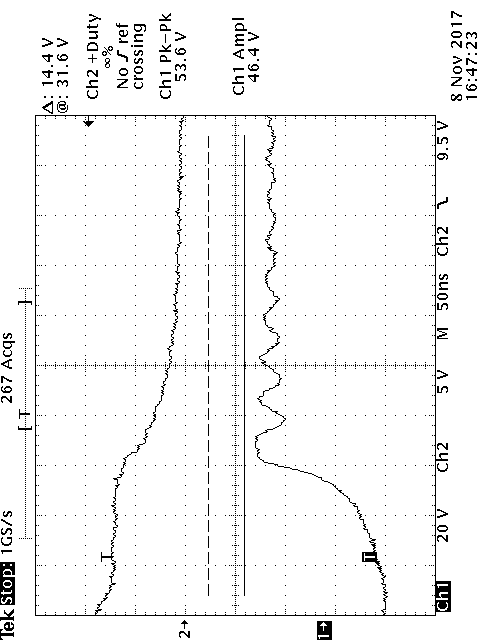 Tek Stop: 1GS/s 267 Acqs
[ T ]
Δ: 14.4 V
@: 31.6 V
Ch2 +Duty
∞%
No ƒ ref
crossing
Ch1 Pk–Pk
53.6 V
Ch1 Ampl
46.4 V
T
2→
1→
Ch1 20 V Ch2 5 V M 50ns Ch2 9.5 V
8 Nov 2017
16:47:23